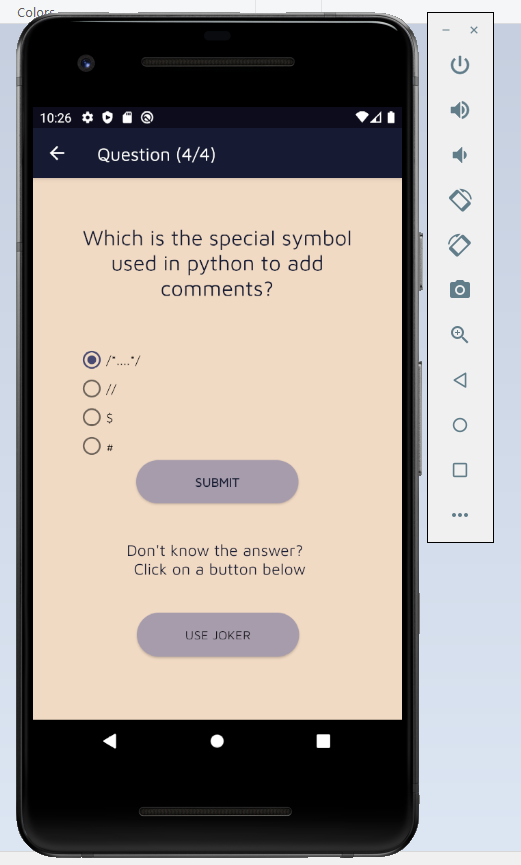 Colors
10:26
Question (4/4)
Which is the special symbol
used in python to add
comments?
/*....*/
//
$
#
SUBMIT
Don't know the answer?
Click on a button below
USE JOKER